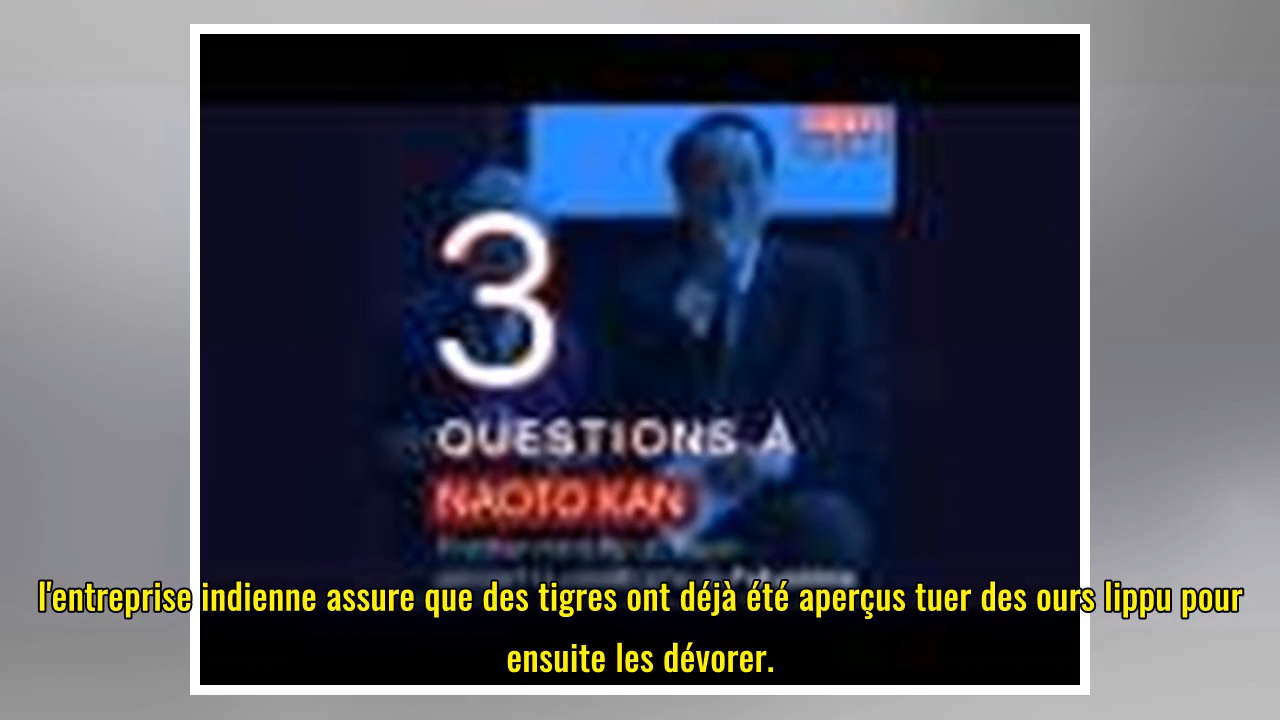 3
QUESTIONS À
NAOTO KAN
l'entreprise indienne assure que des tigres ont déjà été aperçus tuer des ours lippu pour
ensuite les dévorer.